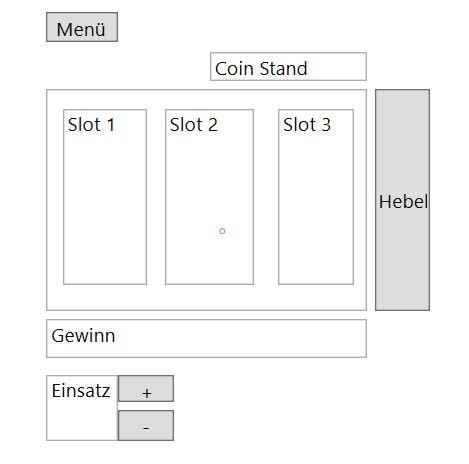 Menü
Coin Stand
Slot 1
Slot 2
Slot 3
Hebel
Gewinn
Einsatz
+
-